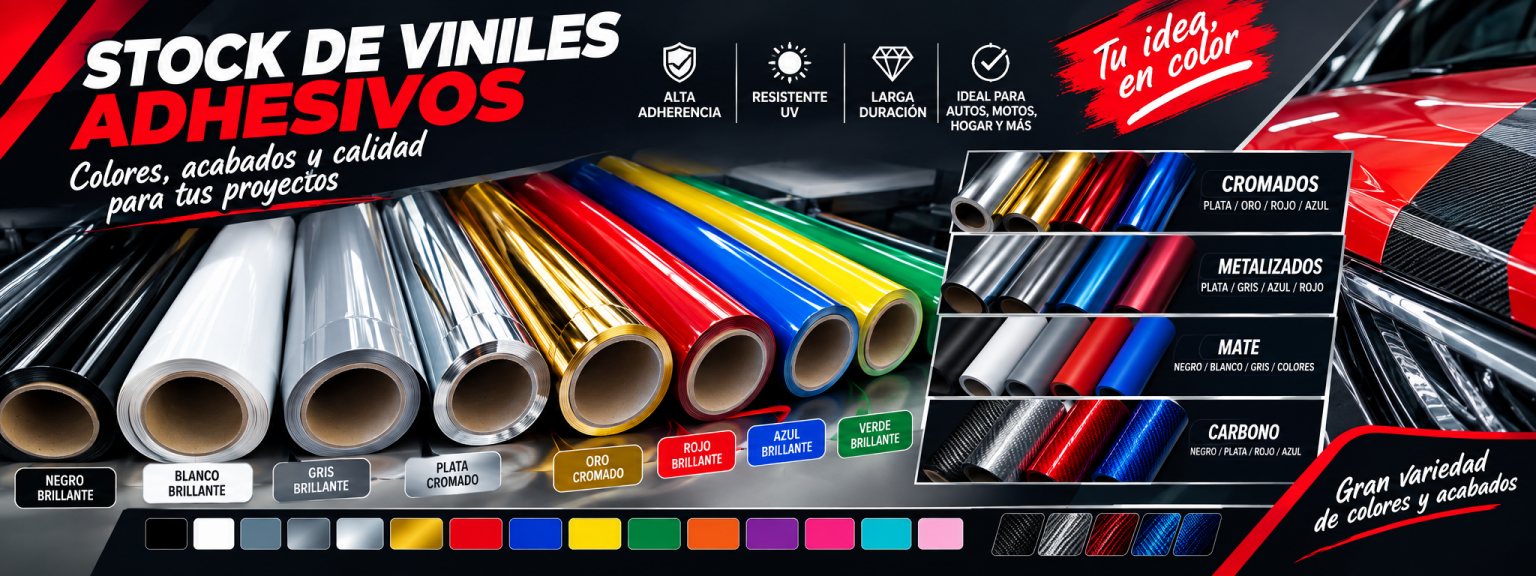 STOCK DE VINILES
ADHESIVOS
Colores, acabados y calidad
para tus proyectos
ALTA
ADHERENCIA
RESISTENTE
UV
LARGA
DURACIÓN
IDEAL PARA
AUTOS, MOTOS,
HOGAR Y MÁS
Tu idea,
en color
CROMADOS
PLATA / ORO / ROJO / AZUL
METALIZADOS
PLATA / GRIS / AZUL / ROJO
MATE
NEGRO / BLANCO / GRIS / COLORES
CARBONO
NEGRO / PLATA / ROJO / AZUL
NEGRO
BRILLANTE
BLANCO
BRILLANTE
GRIS
BRILLANTE
PLATA
CROMADO
ORO
CROMADO
ROJO
BRILLANTE
AZUL
BRILLANTE
VERDE
BRILLANTE
Gran variedad
de colores y acabados